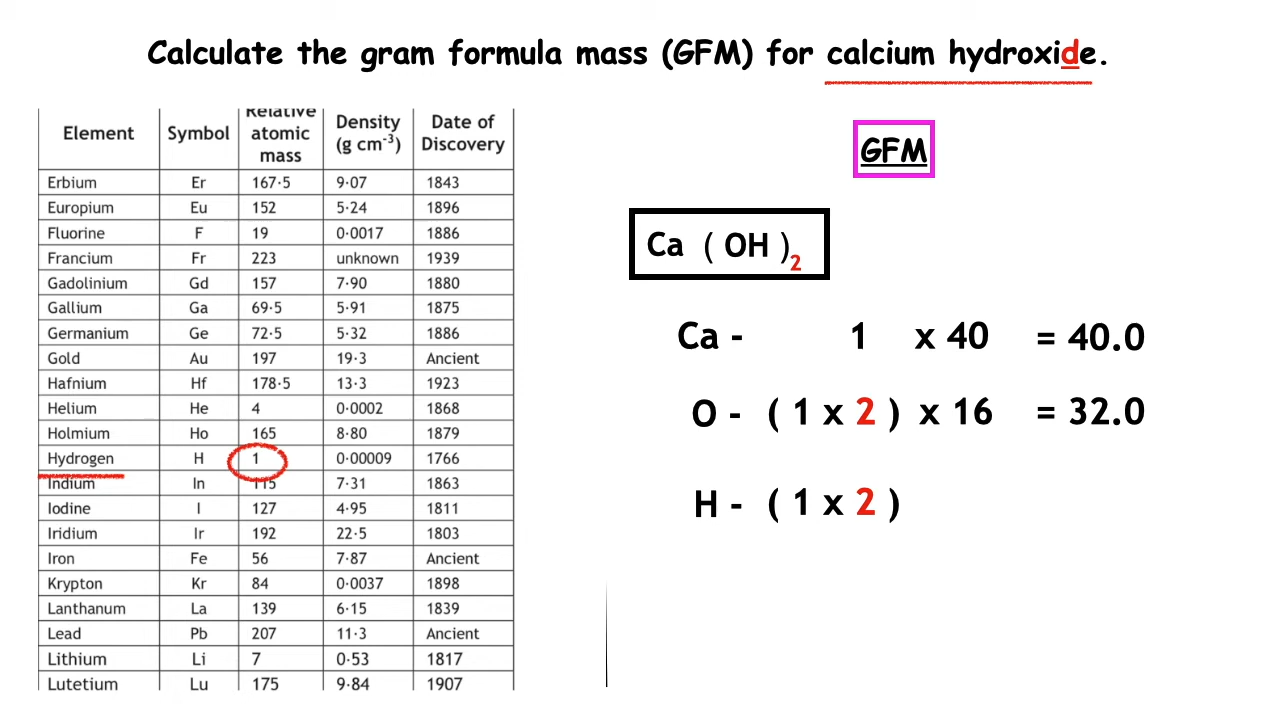 Calculate the gram formula mass (GFM) for calcium hydroxide.
Element Symbol Relative atomic mass Density (g cm-3) Date of Discovery
Erbium Er 167·5 9·07 1843
Europium Eu 152 5·24 1896
Fluorine F 19 0·0017 1886
Francium Fr 223 unknown 1939
Gadolinium Gd 157 7·90 1880
Gallium Ga 69·5 5·91 1875
Germanium Ge 72·5 5·32 1886
Gold Au 197 19·3 Ancient
Hafnium Hf 178·5 13·3 1923
Helium He 4 0·0002 1868
Holmium Ho 165 8·80 1879
Hydrogen H 1 0·00009 1766
Indium In 115 7·31 1863
Iodine I 127 4·95 1811
Iridium Ir 192 22·5 1803
Iron Fe 56 7·87 Ancient
Krypton Kr 84 0·0037 1898
Lanthanum La 139 6·15 1839
Lead Pb 207 11·3 Ancient
Lithium Li 7 0·53 1817
Lutetium Lu 175 9·84 1907
GFM
Ca ( OH )2
Ca - 1 x 40 = 40.0
O - ( 1 x 2 ) x 16 = 32.0
H - ( 1 x 2 )